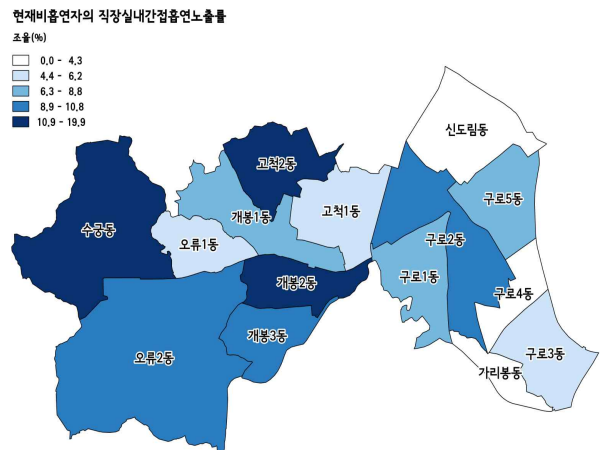 현재비흡연자의 직장실내간접흡연노출률
조율(%)
0.0 - 4.3
4.4 - 6.2
6.3 - 8.8
8.9 - 10.8
10.9 - 19.9
신도림동
고척2동
구로5동
개봉1동
고척1동
수궁동
오류1동
구로2동
구로1동
개봉2동
구로4동
개봉3동
오류2동
구로3동
가리봉동